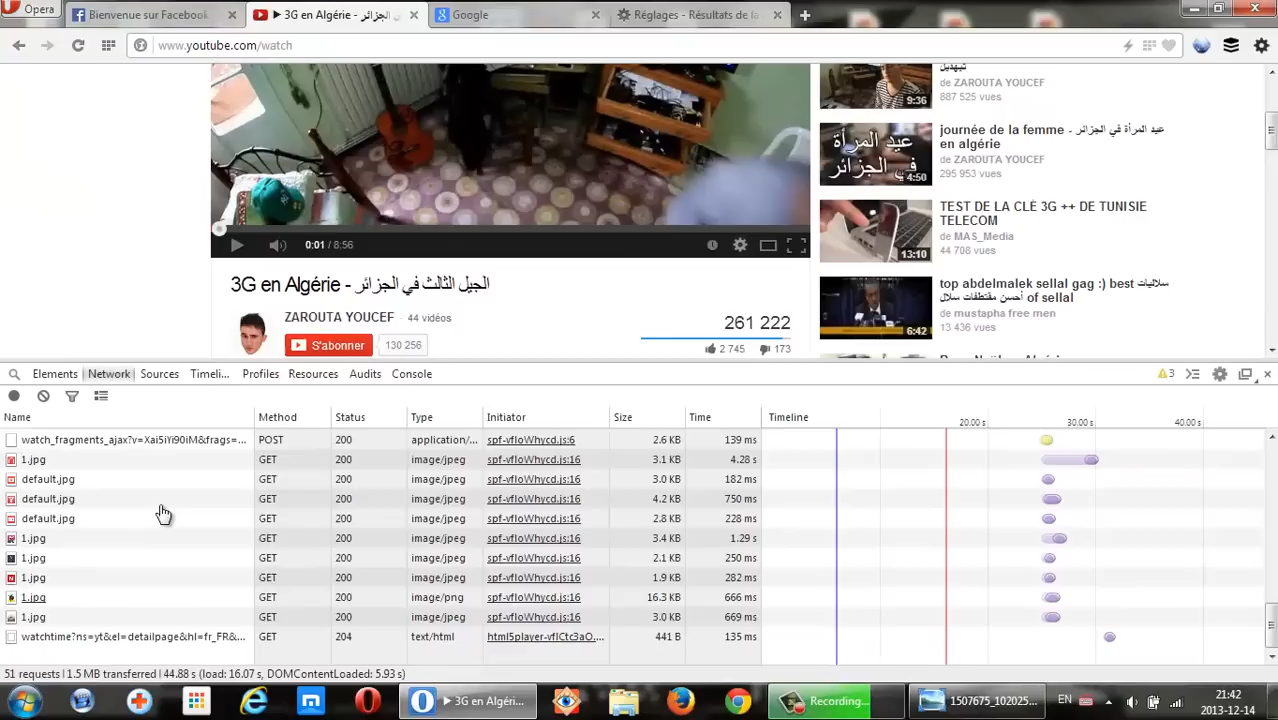 Opera
Bienvenue sur Facebook
3G en Algérie - الجزائر
Google
Réglages - Résultats de la
www.youtube.com/watch
تبهديل
de ZAROUTA YOUCEF
887 525 vues
9:36
journée de la femme - عيد المرأة في الجزائر
en algérie
de ZAROUTA YOUCEF
295 953 vues
عيد المرأة
في الجزائر
4:50
TEST DE LA CLÉ 3G ++ DE TUNISIE
TELECOM
de MAS_Media
44 708 vues
13:10
top abdelmalek sellal gag :) best سلاليات
أحسن مقتطفات سلال of sellal
de mustapha free men
13 436 vues
6:42
0:01 / 8:56
3G en Algérie - الجيل الثالث في الجزائر
ZAROUTA YOUCEF · 44 vidéos
S'abonner 130 256
261 222
2 745 173
Elements Network Sources Timeli... Profiles Resources Audits Console 3
Name Method Status Type Initiator Size Time Timeline 20.00 s 30.00 s 40.00 s
watch_fragments_ajax?v=Xai5iYi90iM&frags=... POST 200 application/... spf-vfloWhycd.js:6 2.6 KB 139 ms
1.jpg GET 200 image/jpeg spf-vfloWhycd.js:16 3.1 KB 4.28 s
default.jpg GET 200 image/jpeg spf-vfloWhycd.js:16 3.0 KB 182 ms
default.jpg GET 200 image/jpeg spf-vfloWhycd.js:16 4.2 KB 750 ms
default.jpg GET 200 image/jpeg spf-vfloWhycd.js:16 2.8 KB 228 ms
1.jpg GET 200 image/jpeg spf-vfloWhycd.js:16 3.4 KB 1.29 s
1.jpg GET 200 image/jpeg spf-vfloWhycd.js:16 2.1 KB 250 ms
1.jpg GET 200 image/jpeg spf-vfloWhycd.js:16 1.9 KB 282 ms
1.jpg GET 200 image/png spf-vfloWhycd.js:16 16.3 KB 666 ms
1.jpg GET 200 image/jpeg spf-vfloWhycd.js:16 3.0 KB 669 ms
watchtime?ns=yt&el=detailpage&hl=fr_FR&... GET 204 text/html html5player-vflCtc3aO.... 441 B 135 ms
51 requests | 1.5 MB transferred | 44.88 s (load: 16.07 s, DOMContentLoaded: 5.93 s)
3G en Algéri...
Recording...
1507675_102025...
EN
21:42
2013-12-14